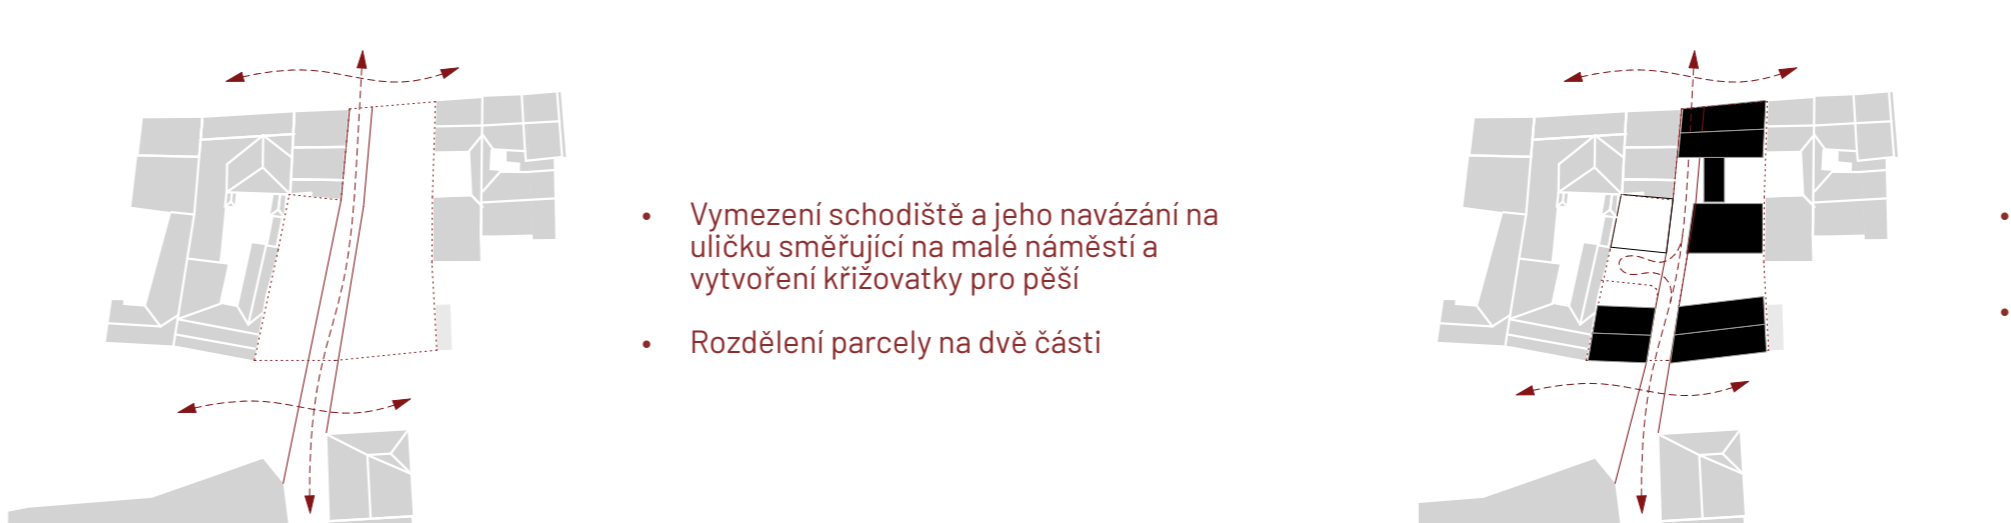 • Vymezení schodiště a jeho navázání na
uličku směřující na malé náměstí a
vytvoření křižovatky pro pěší
• Rozdělení parcely na dvě části
•
•